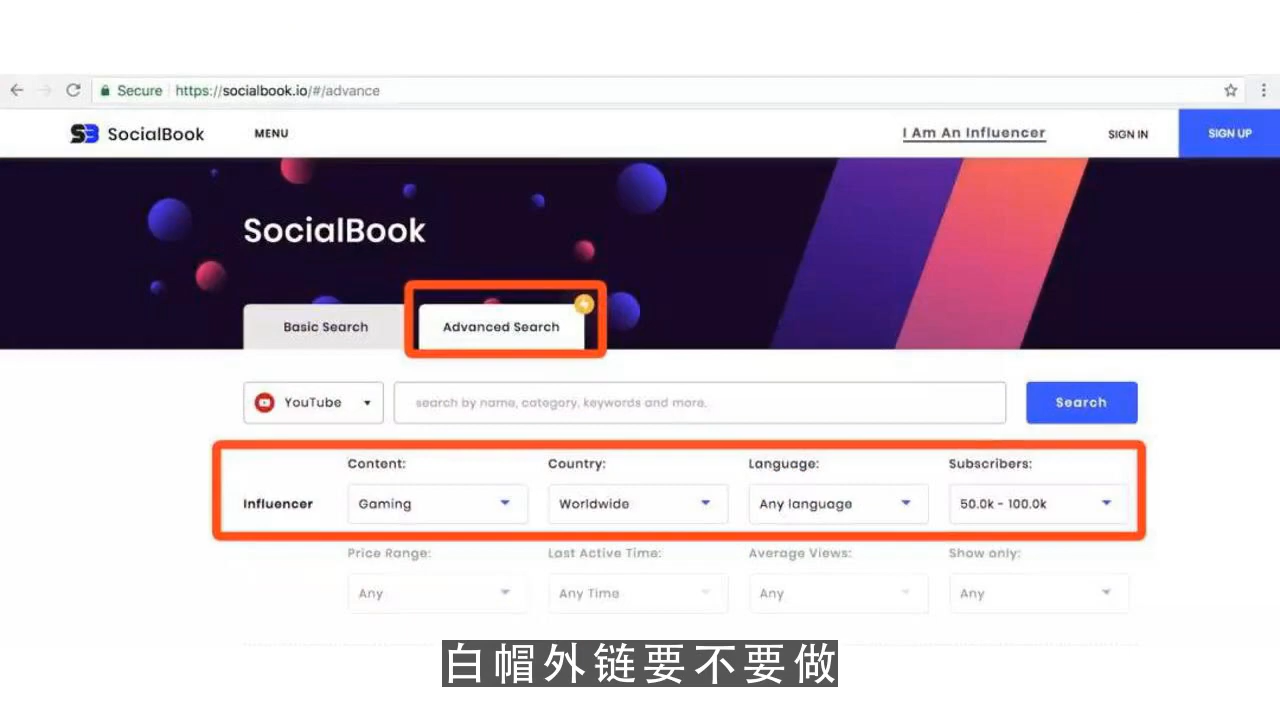 Secure https://socialbook.io/#/advance
SB SocialBook MENU I Am An Influencer SIGN IN SIGN UP
SocialBook
Basic Search Advanced Search
YouTube search by name, category, keywords and more. Search
Content: Country: Language: Subscribers:
Influencer Gaming Worldwide Any language 50.0k - 100.0k
Price Range: Last Active Time: Average Views: Show only:
Any Any Time Any Any
白帽外链要不要做